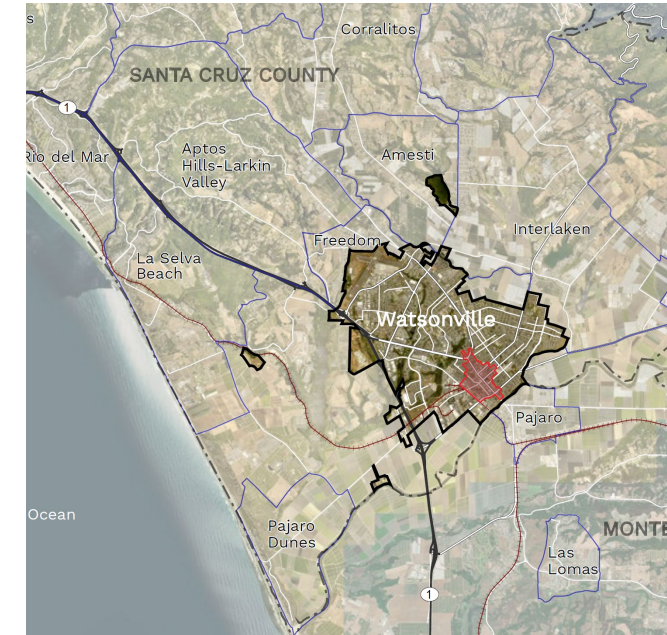 s
Corralitos
SANTA CRUZ COUNTY
1
Rio del Mar
Aptos
Hills-Larkin
Valley
Amesti
Interlaken
Freedom
La Selva
Beach
Watsonville
Pajaro
Ocean
Pajaro
Dunes
MONTE
Las
Lomas
1